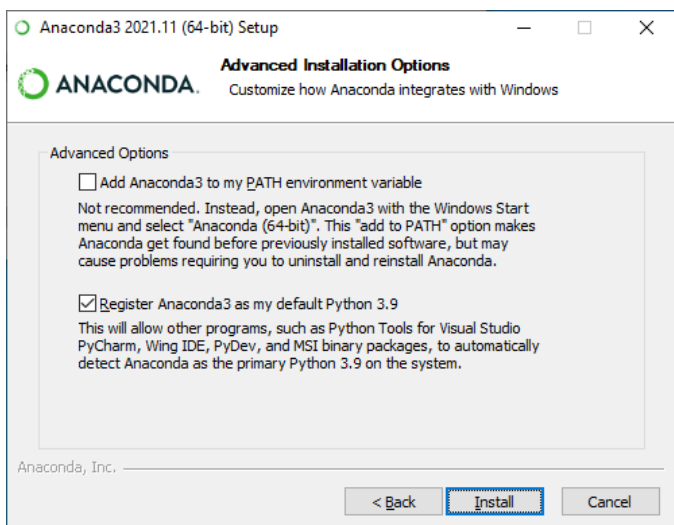 Anaconda3 2021.11 (64-bit) Setup
ANACONDA.
Advanced Installation Options
Customize how Anaconda integrates with Windows
Advanced Options
Add Anaconda3 to my PATH environment variable
Not recommended. Instead, open Anaconda3 with the Windows Start
menu and select "Anaconda (64-bit)". This "add to PATH" option makes
Anaconda get found before previously installed software, but may
cause problems requiring you to uninstall and reinstall Anaconda.
Register Anaconda3 as my default Python 3.9
This will allow other programs, such as Python Tools for Visual Studio
PyCharm, Wing IDE, PyDev, and MSI binary packages, to automatically
detect Anaconda as the primary Python 3.9 on the system.
Anaconda, Inc.
< Back
Install
Cancel